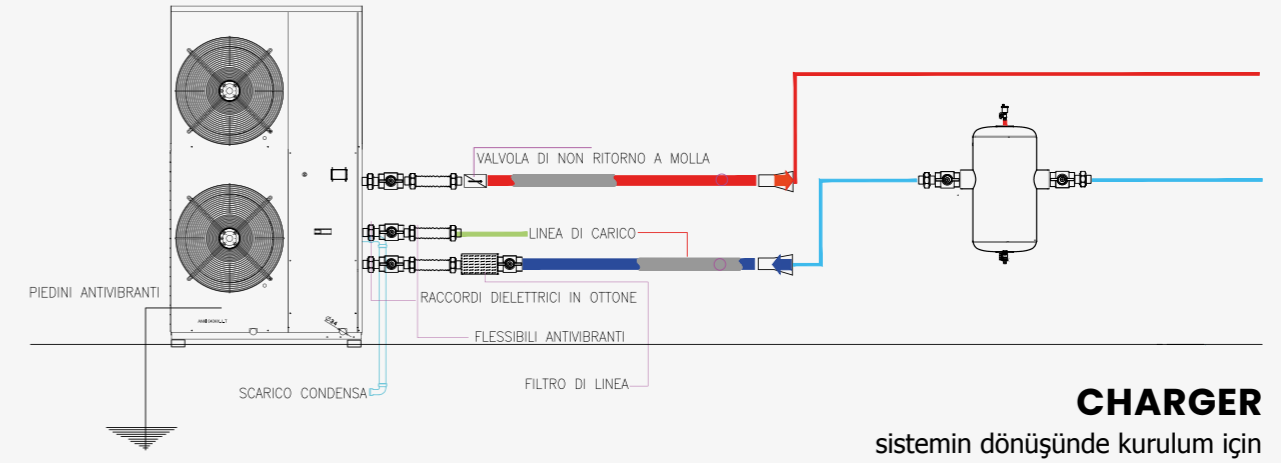 VALVOLA DI NON RITORNO A MOLLA
LINEA DI CARICO
PIEDINI ANTIVIBRANTI
RACCORDI DIELETTRICI IN OTTONE
FLESSIBILI ANTIVIBRANTI
FILTRO DI LINEA
SCARICO CONDENSA
CHARGER
sistemin dönüşünde kurulum için